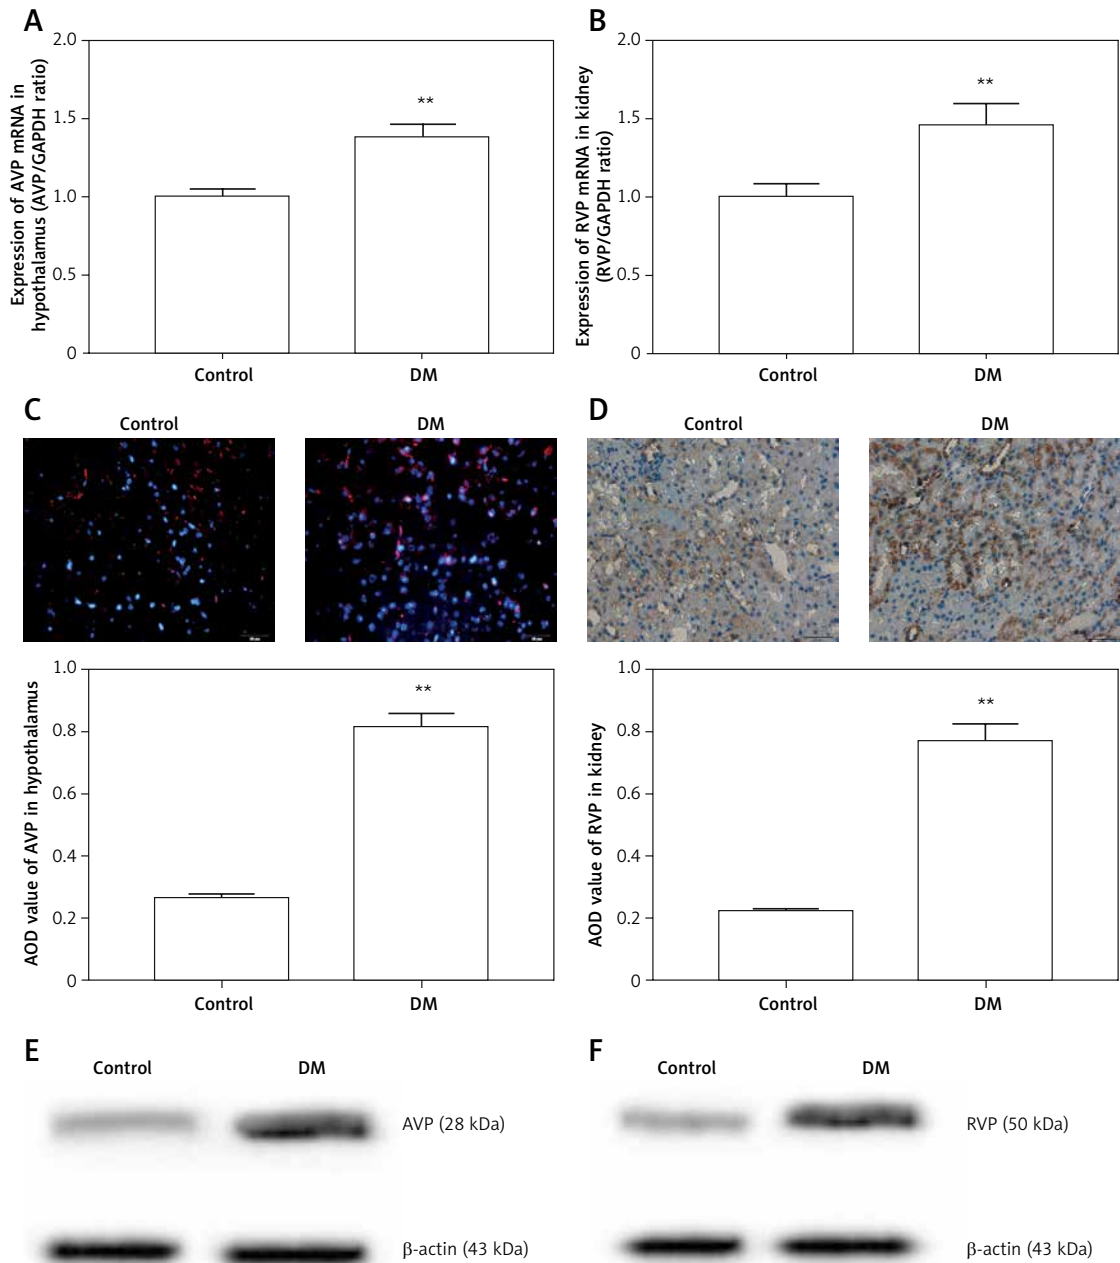 A
Expression of AVP mRNA in
hypothalamus (AVP/GAPDH ratio)
2.0
1.5
1.0
0.5
0
**
Control
DM
B
Expression of RVP mRNA in kidney
(RVP/GAPDH ratio)
2.0
1.5
1.0
0.5
0
**
Control
DM
C
Control
DM
AOD value of AVP in hypothalamus
1.0
0.8
0.6
0.4
0.2
0
**
Control
DM
D
Control
DM
AOD value of RVP in kidney
1.0
0.8
0.6
0.4
0.2
0
**
Control
DM
E
Control
DM
AVP (28 kDa)
β-actin (43 kDa)
F
Control
DM
RVP (50 kDa)
β-actin (43 kDa)